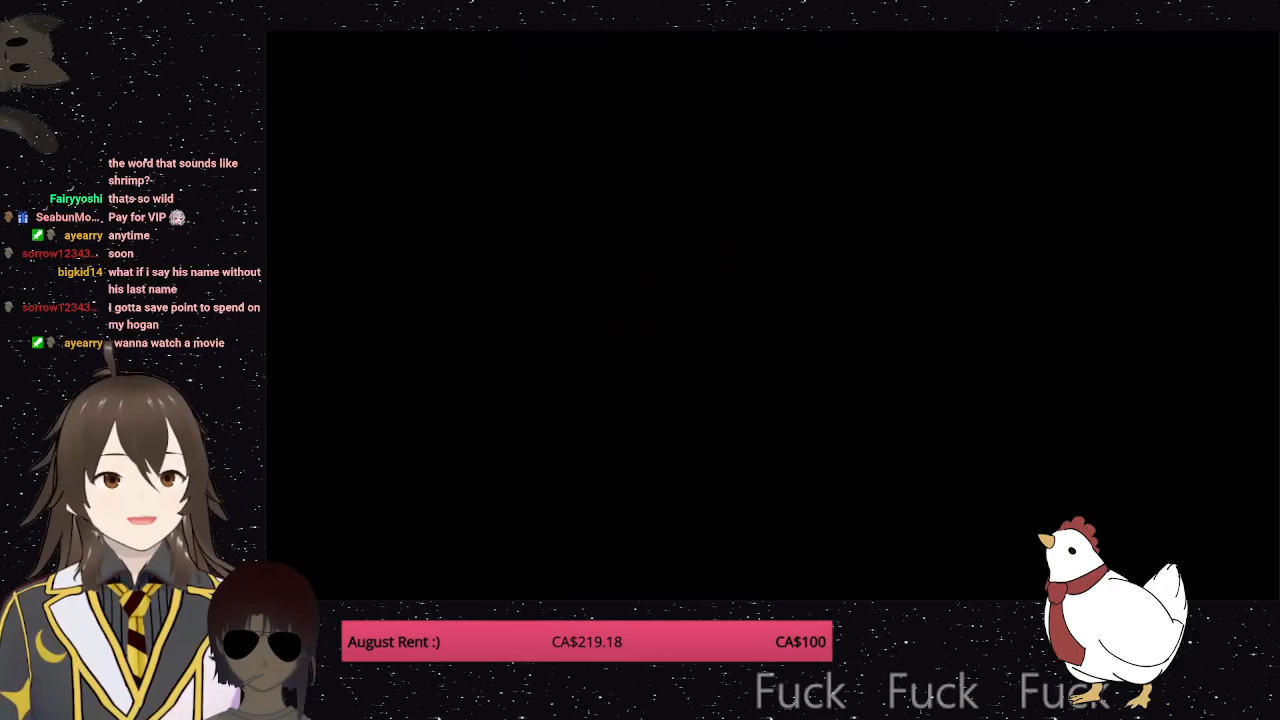 the word that sounds like
shrimp?
Fairyyoshi thats so wild
SeabunMo... Pay for VIP
ayearry anytime
sorrow12343... soon
bigkid14 what if i say his name without
his last name
sorrow12343... I gotta save point to spend on
my hogan
ayearry wanna watch a movie
August Rent :) CA$219.18 CA$100
Fuck Fuck Fuck